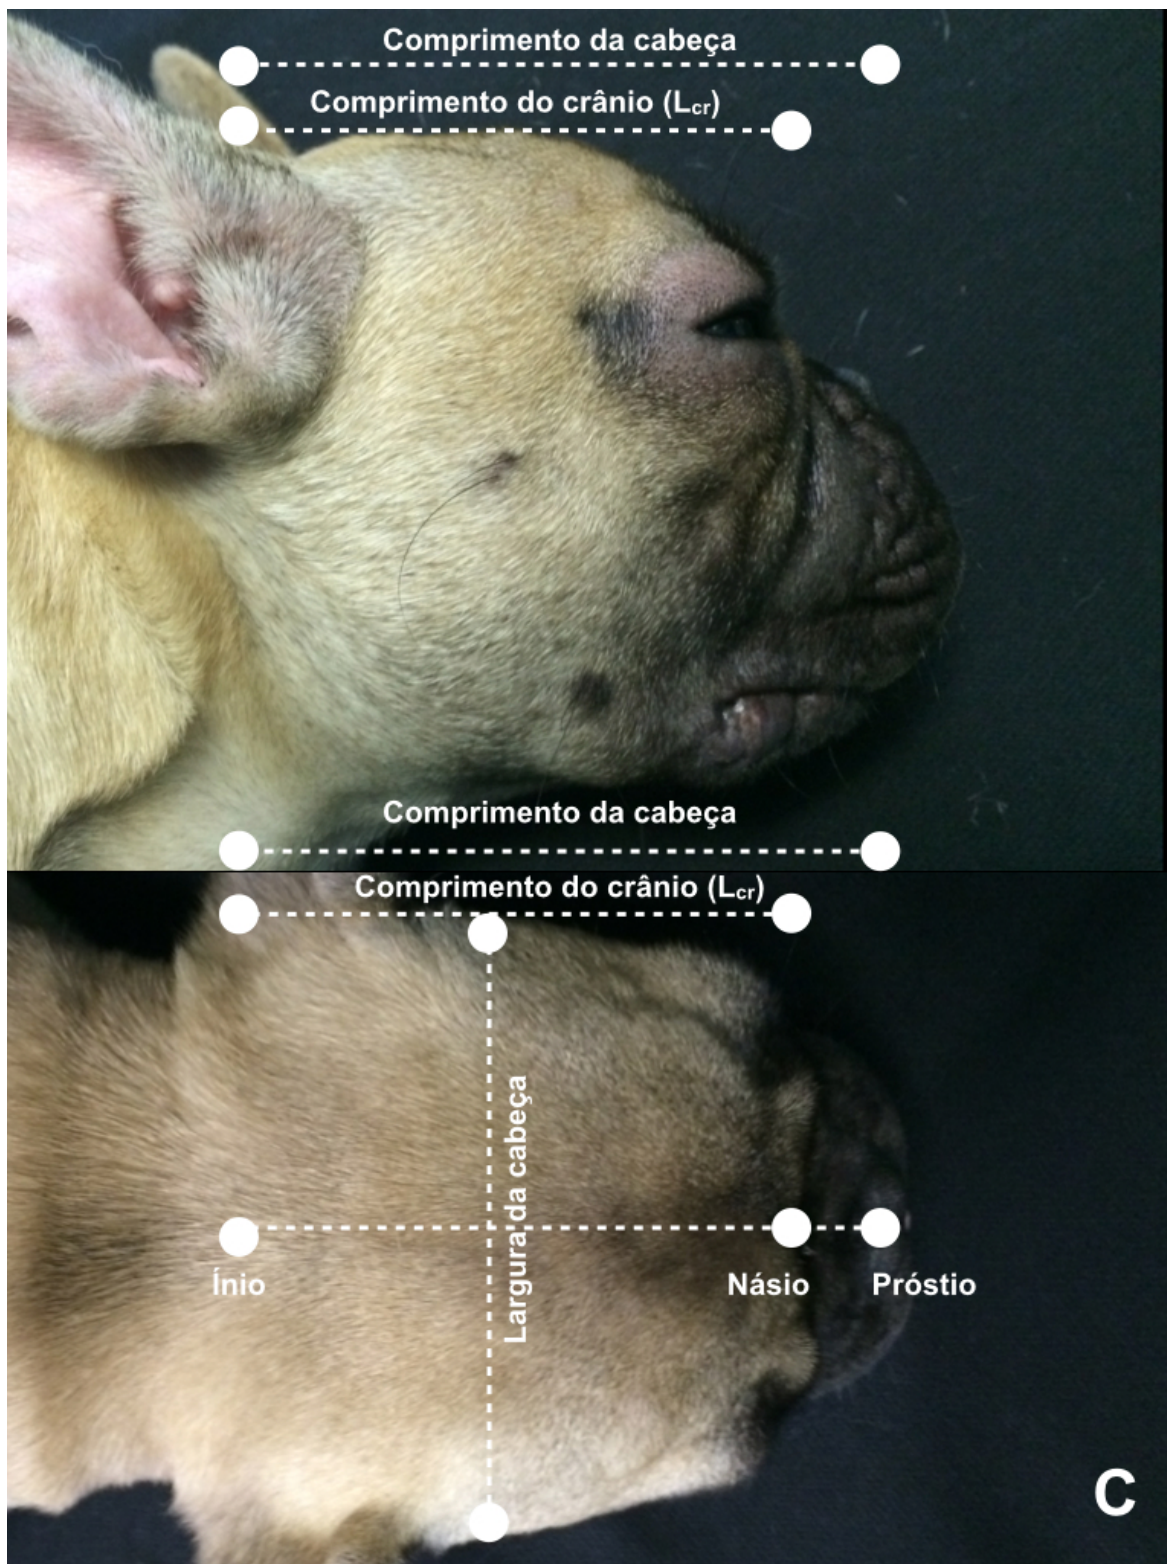 Comprimento da cabeça
Comprimento do crânio (Lcr)
Comprimento da cabeça
Comprimento do crânio (Lcr)
Largura da cabeça
Ínio
Násio
Próstio
C